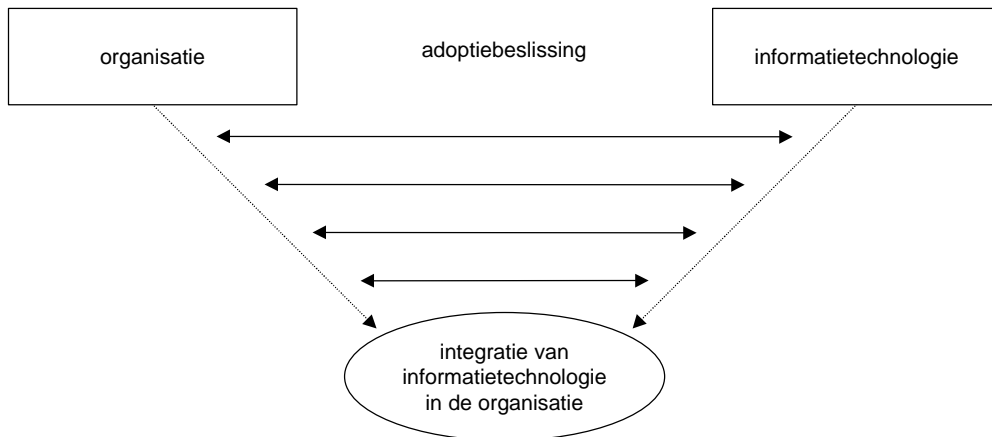 organisatie
adoptiebeslissing
informatietechnologie
integratie van
informatietechnologie
in de organisatie